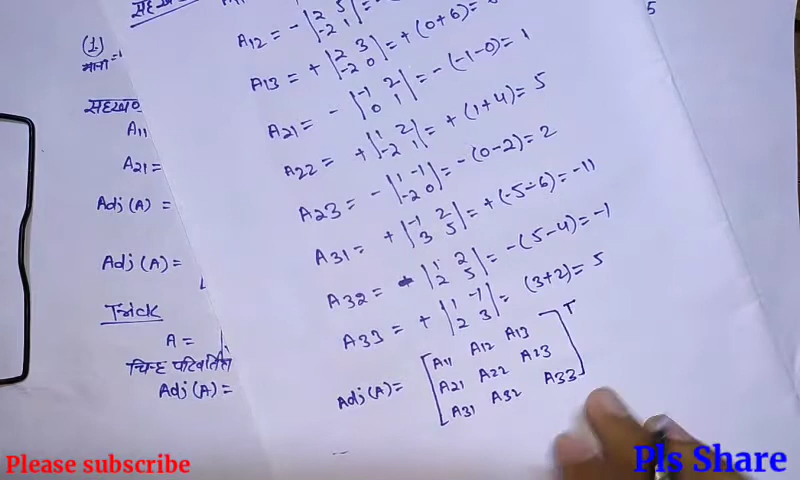 5
(1.)
माना =
A12 = - |2 5 / -2 1| =
A13 = + |2 3 / -2 0| = + (0+6) =
A21 = - |-1 2 / 0 1| = - (-1-0) = 1
A22 = + |1 2 / -2 1| = + (1+4) = 5
A23 = - |1 -1 / -2 0| = - (0-2) = 2
A31 = + |-1 2 / 3 5| = + (-5-6) = -11
A32 = - |1 2 / 2 5| = - (5-4) = -1
A33 = + |1 -1 / 2 3| = (3+2) = 5
Adj(A) = [A11 A12 A13
A21 A22 A23
A31 A32 A33]T
सहखण्ड
A11
A21 =
Adj (A) =
Adj (A) =
Trick
A =
चिन्ह परिवर्तित
Adj (A) =
Please subscribe
Pls Share